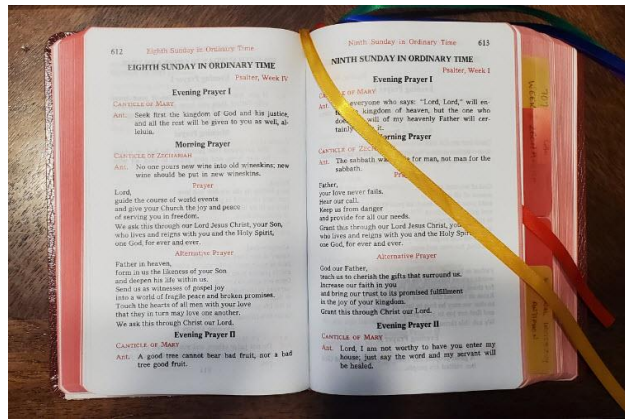 612 Eighth Sunday in Ordinary Time
EIGHTH SUNDAY IN ORDINARY TIME
Psalter, Week IV
Evening Prayer I
CANTICLE OF MARY
Ant. Seek first the kingdom of God and his justice,
and all the rest will be given to you as well, al-
leluia.
Morning Prayer
CANTICLE OF ZECHARIAH
Ant. No one pours new wine into old wineskins; new
wine should be put in new wineskins.
Prayer
Lord,
guide the course of world events
and give your Church the joy and peace
of serving you in freedom.
We ask this through our Lord Jesus Christ, your Son,
who lives and reigns with you and the Holy Spirit,
one God, for ever and ever.
Alternative Prayer
Father in heaven,
form in us the likeness of your Son
and deepen his life within us.
Send us as witnesses of gospel joy
into a world of fragile peace and broken promises.
Touch the hearts of all men with your love
that they in turn may love one another.
We ask this through Christ our Lord.
Evening Prayer II
CANTICLE OF MARY
Ant. A good tree cannot bear bad fruit, nor a bad
tree good fruit.
Ninth Sunday in Ordinary Time 613
NINTH SUNDAY IN ORDINARY TIME
Psalter, Week I
Evening Prayer I
CANTICLE OF MARY
Ant. everyone who says: "Lord, Lord," will en-
kingdom of heaven, but the one who
will of my heavenly Father will cer-
tainly it.
Morning Prayer
CANTICLE OF
Ant. The sabbath was for man, not man for the
sabbath.
Father,
your love never fails.
Hear our call.
Keep us from danger
and provide for all our needs.
Grant this through our Lord Jesus Christ,
who lives and reigns with you and the Holy
one God, for ever and ever.
Alternative Prayer
God our Father,
teach us to cherish the gifts that surround us.
Increase our faith in you
and bring our trust to its promised fulfillment
in the joy of your kingdom.
Grant this through Christ our Lord.
Evening Prayer II
CANTICLE OF MARY
Ant. Lord, I am not worthy to have you enter my
house; just say the word and my servant will
be healed.
WEEK